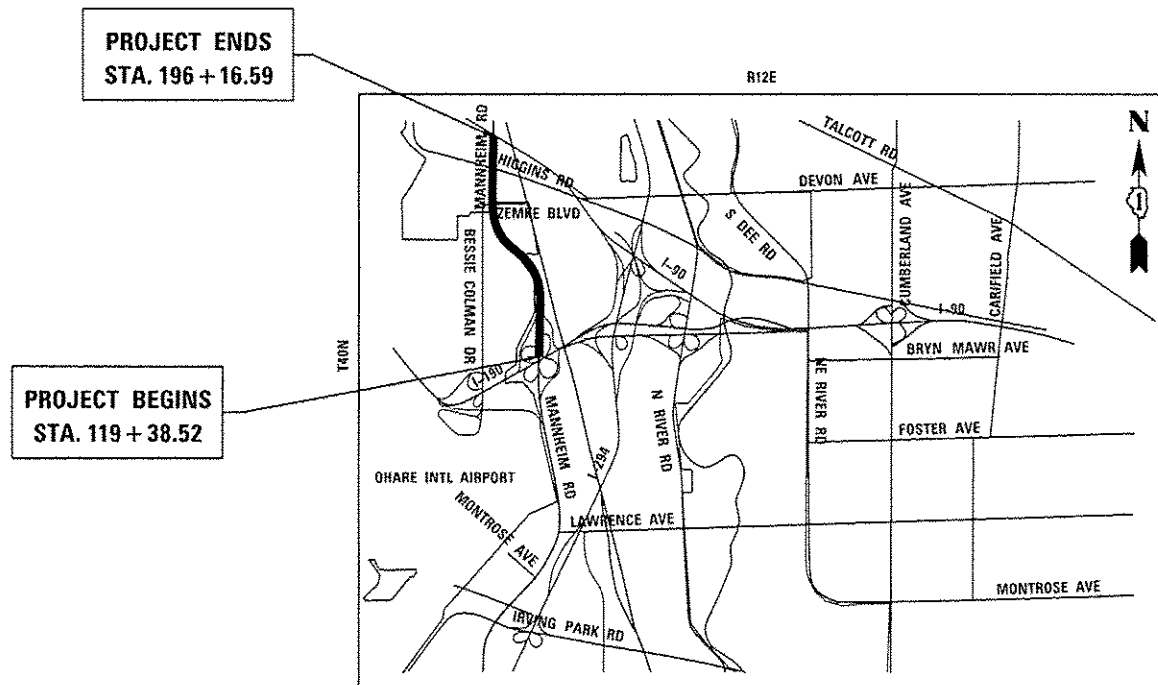 PROJECT ENDS
STA. 196+16.59
R12E
MANNHEIM RD
TALCOTT RD
N
HIGGINS RD
DEVON AVE
ZEMKE BLVD
S DEE RD
CUMBERLAND AVE
CARIFIELD AVE
BESSIE COLMAN DR
I-90
I-90
BRYN MAWR AVE
T40N
I-190
PROJECT BEGINS
STA. 119+38.52
MANNHEIM RD
N RIVER RD
NE RIVER RD
FOSTER AVE
I-294
OHARE INTL AIRPORT
MONTROSE AVE
LAWRENCE AVE
MONTROSE AVE
IRVING PARK RD